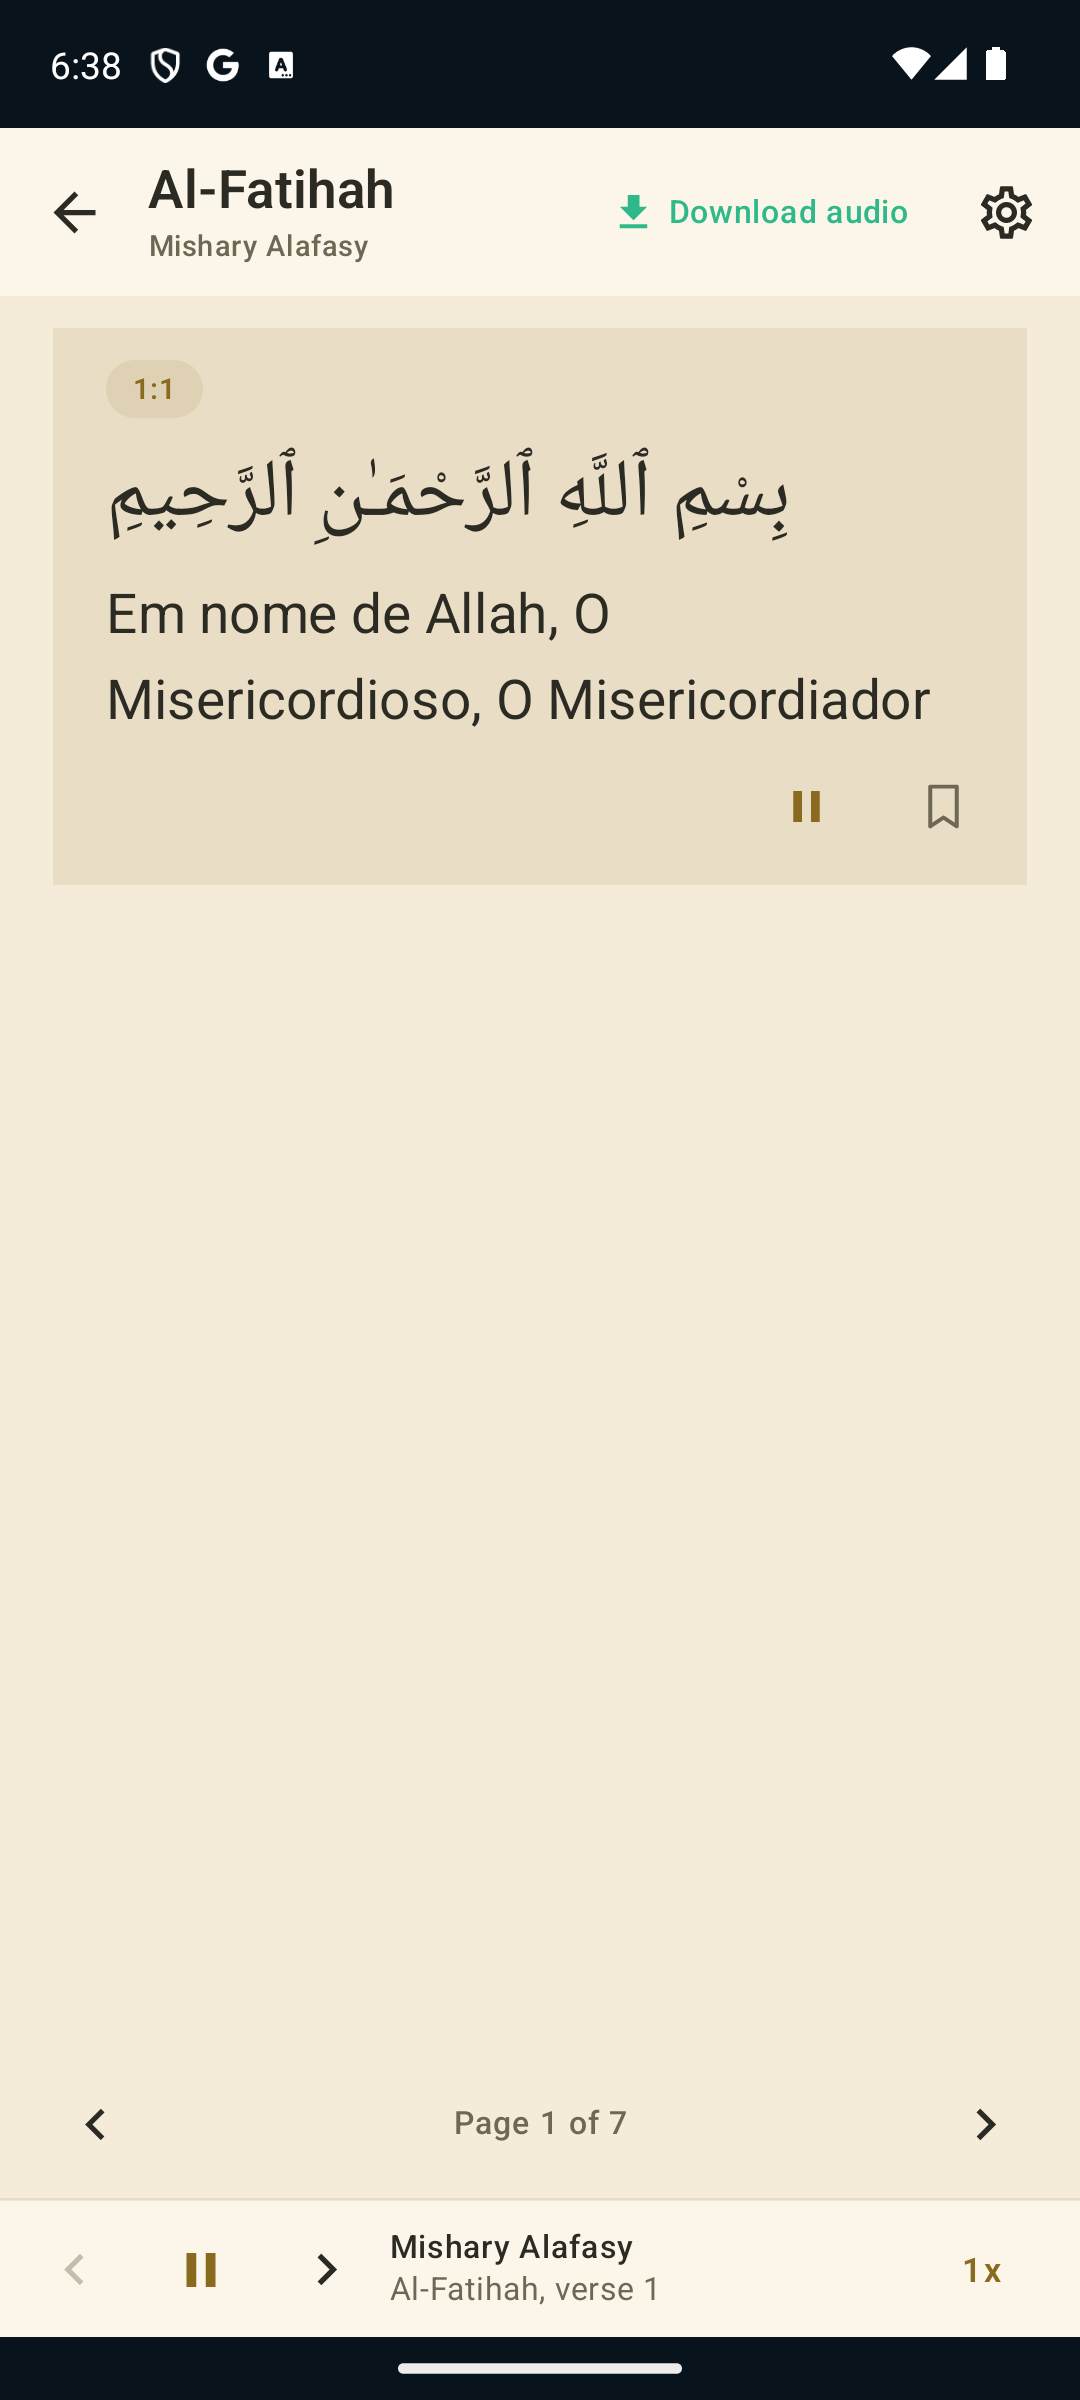 6:38
Al-Fatihah
Mishary Alafasy
Download audio
1:1
بِسْمِ ٱللَّهِ ٱلرَّحْمَـٰنِ ٱلرَّحِيمِ
Em nome de Allah, O
Misericordioso, O Misericordiador
Page 1 of 7
Mishary Alafasy
Al-Fatihah, verse 1
1x